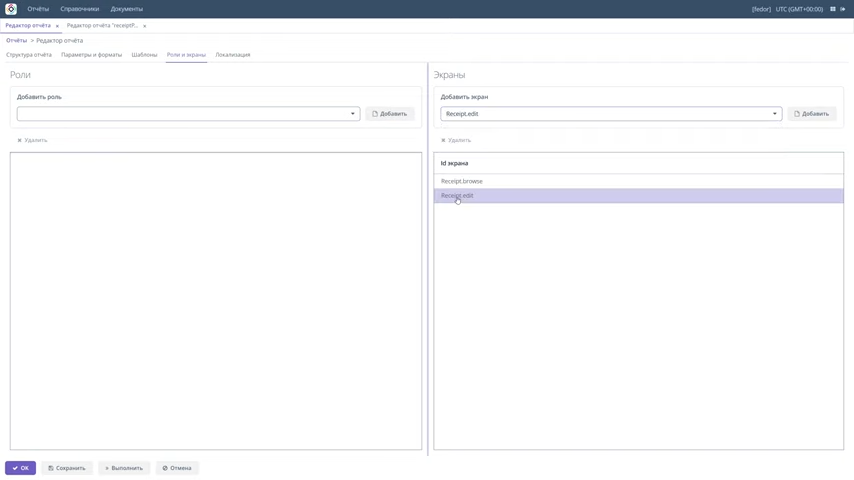 Отчёты Справочники Документы [fedor] UTC (GMT+00:00)
Редактор отчёта × Редактор отчёта "receiptP... ×
Отчёты > Редактор отчёта
Структура отчёта Параметры и форматы Шаблоны Роли и экраны Локализация
Роли
Добавить роль
Добавить
Удалить
Экраны
Добавить экран
Receipt.edit Добавить
Удалить
Id экрана
Receipt.browse
Receipt.edit
OK Сохранить Выполнить Отмена